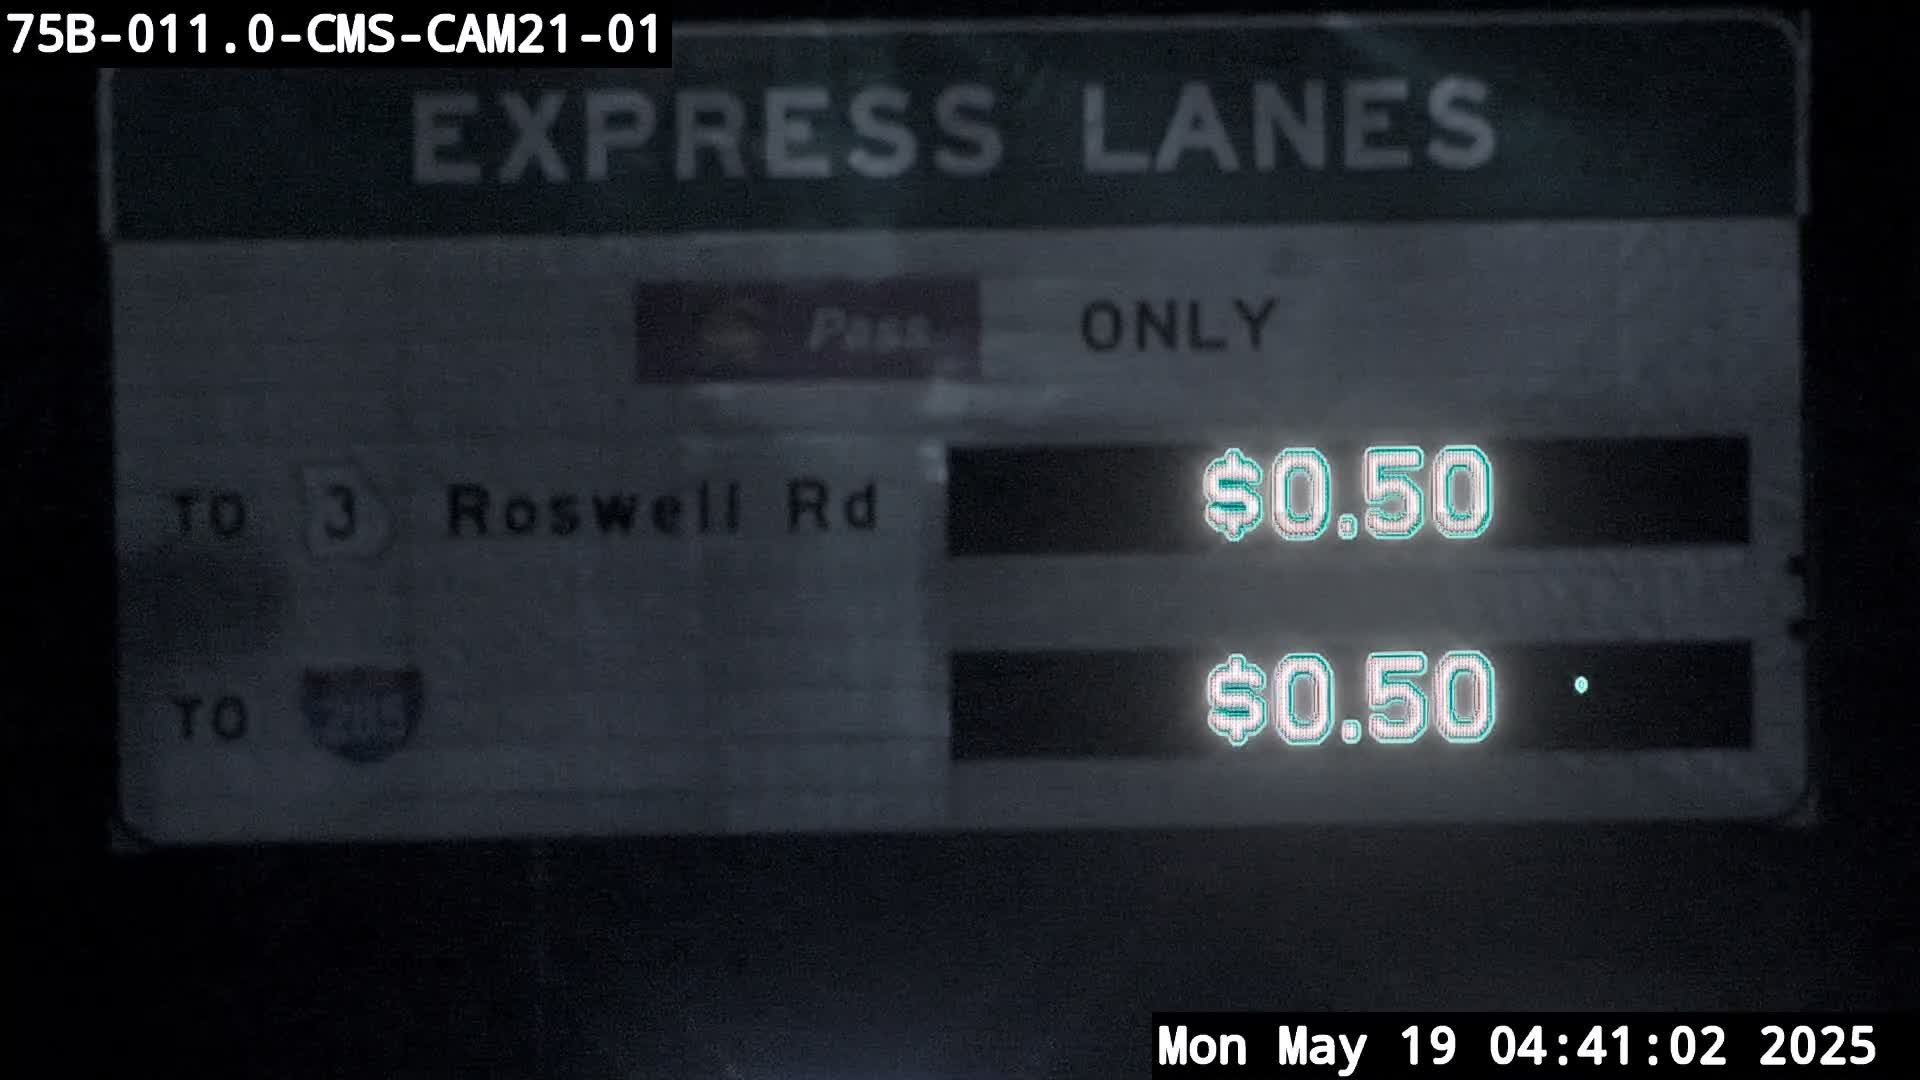 75B-011.0-CMS-CAM21-01
EXPRESS LANES
Pass ONLY
TO 3 Roswell Rd $0.50
TO $0.50
Mon May 19 04:41:02 2025